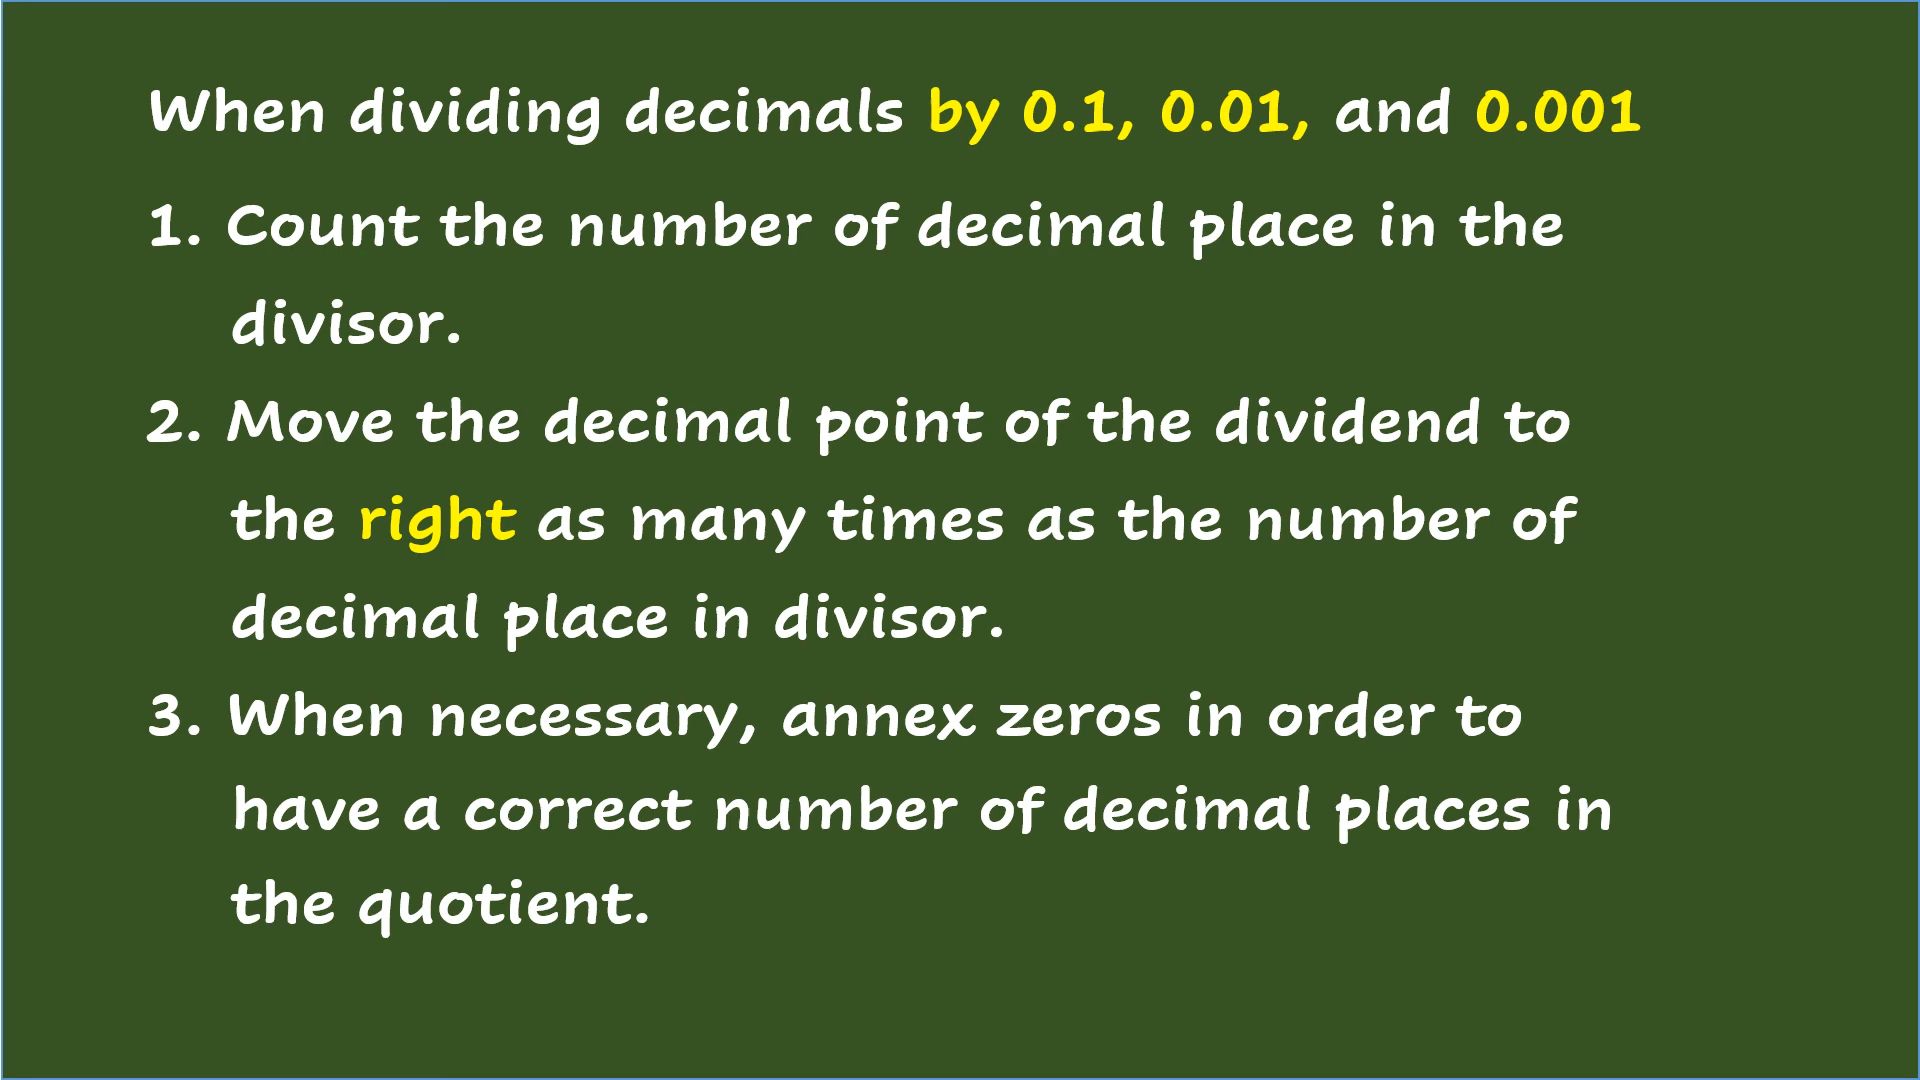 When dividing decimals by 0.1, 0.01, and 0.001
1. Count the number of decimal place in the
divisor.
2. Move the decimal point of the dividend to
the right as many times as the number of
decimal place in divisor.
3. When necessary, annex zeros in order to
have a correct number of decimal places in
the quotient.